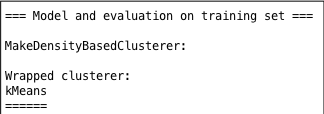 === Model and evaluation on training set ===
MakeDensityBasedClusterer:
Wrapped clusterer:
kMeans
======